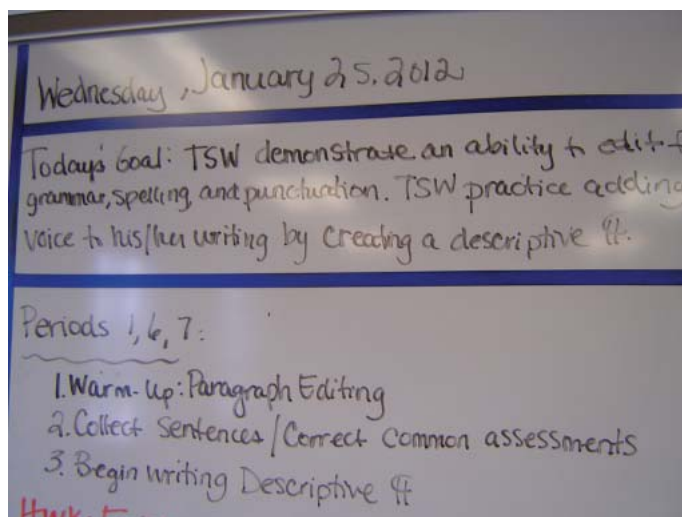 Wednesday, January 25. 2012
Today's Goal: TSW demonstrate an ability to edit
grammar, spelling, and punctuation. TSW practice adding
voice to his/her writing by creating a descriptive ¶.
Periods 1, 6, 7:
1. Warm-Up: Paragraph Editing
2. Collect Sentences / Correct common assessments
3. Begin writing Descriptive ¶